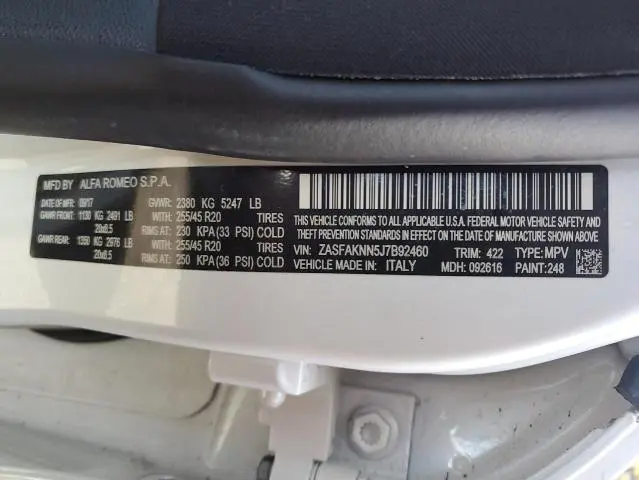 MFD BY ALFA ROMEO S.P.A.
DATE OF MFR: 09/17 GVWR: 2380 KG 5247 LB
GAWR FRONT: 1130 KG 2491 LB WITH: 255/45 R20 TIRES
20x8.5 RIMS AT: 230 KPA (33 PSI) COLD
GAWR REAR: 1350 KG 2976 LB WITH: 255/45 R20 TIRES
20x8.5 RIMS AT: 250 KPA (36 PSI) COLD
THIS VEHICLE CONFORMS TO ALL APPLICABLE U.S.A. FEDERAL MOTOR VEHICLE SAFETY AND
THEFT PREVENTION STANDARDS IN EFFECT ON THE DATE OF MANUFACTURE SHOWN ABOVE.
VIN: ZASFAKNN5J7B92460 TRIM: 422 TYPE: MPV
VEHICLE MADE IN: ITALY MDH: 092616 PAINT: 248